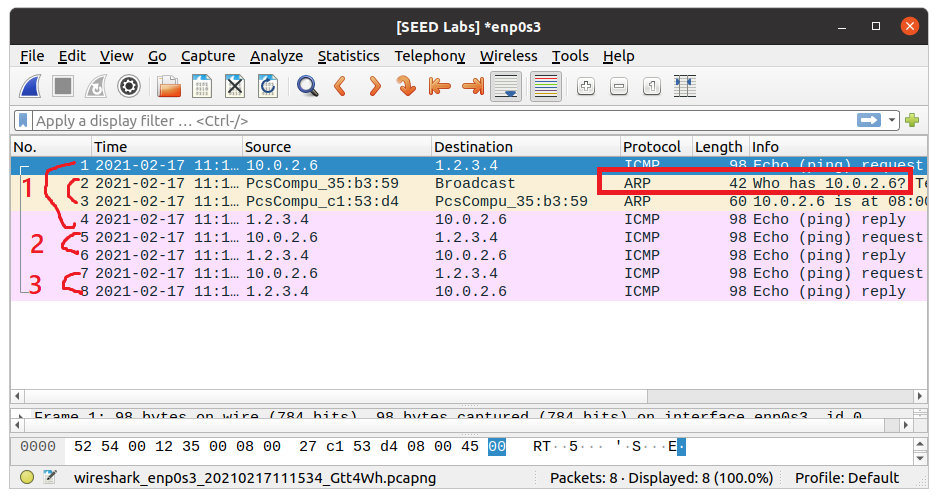 [SEED Labs] *enp0s3
File Edit View Go Capture Analyze Statistics Telephony Wireless Tools Help
Apply a display filter … <Ctrl-/>
No. Time Source Destination Protocol Length Info
1 2021-02-17 11:1… 10.0.2.6 1.2.3.4 ICMP 98 Echo (ping) request
1 2 2021-02-17 11:1… PcsCompu_35:b3:59 Broadcast ARP 42 Who has 10.0.2.6? Te
3 2021-02-17 11:1… PcsCompu_c1:53:d4 PcsCompu_35:b3:59 ARP 60 10.0.2.6 is at 08:00
4 2021-02-17 11:1… 1.2.3.4 10.0.2.6 ICMP 98 Echo (ping) reply
2 5 2021-02-17 11:1… 10.0.2.6 1.2.3.4 ICMP 98 Echo (ping) request
6 2021-02-17 11:1… 1.2.3.4 10.0.2.6 ICMP 98 Echo (ping) reply
3 7 2021-02-17 11:1… 10.0.2.6 1.2.3.4 ICMP 98 Echo (ping) request
8 2021-02-17 11:1… 1.2.3.4 10.0.2.6 ICMP 98 Echo (ping) reply
Frame 1: 98 bytes on wire (784 bits), 98 bytes captured (784 bits) on interface enp0s3, id 0
0000 52 54 00 12 35 00 08 00 27 c1 53 d4 08 00 45 00 RT··5··· '·S···E·
wireshark_enp0s3_20210217111534_Gtt4Wh.pcapng Packets: 8 · Displayed: 8 (100.0%) Profile: Default